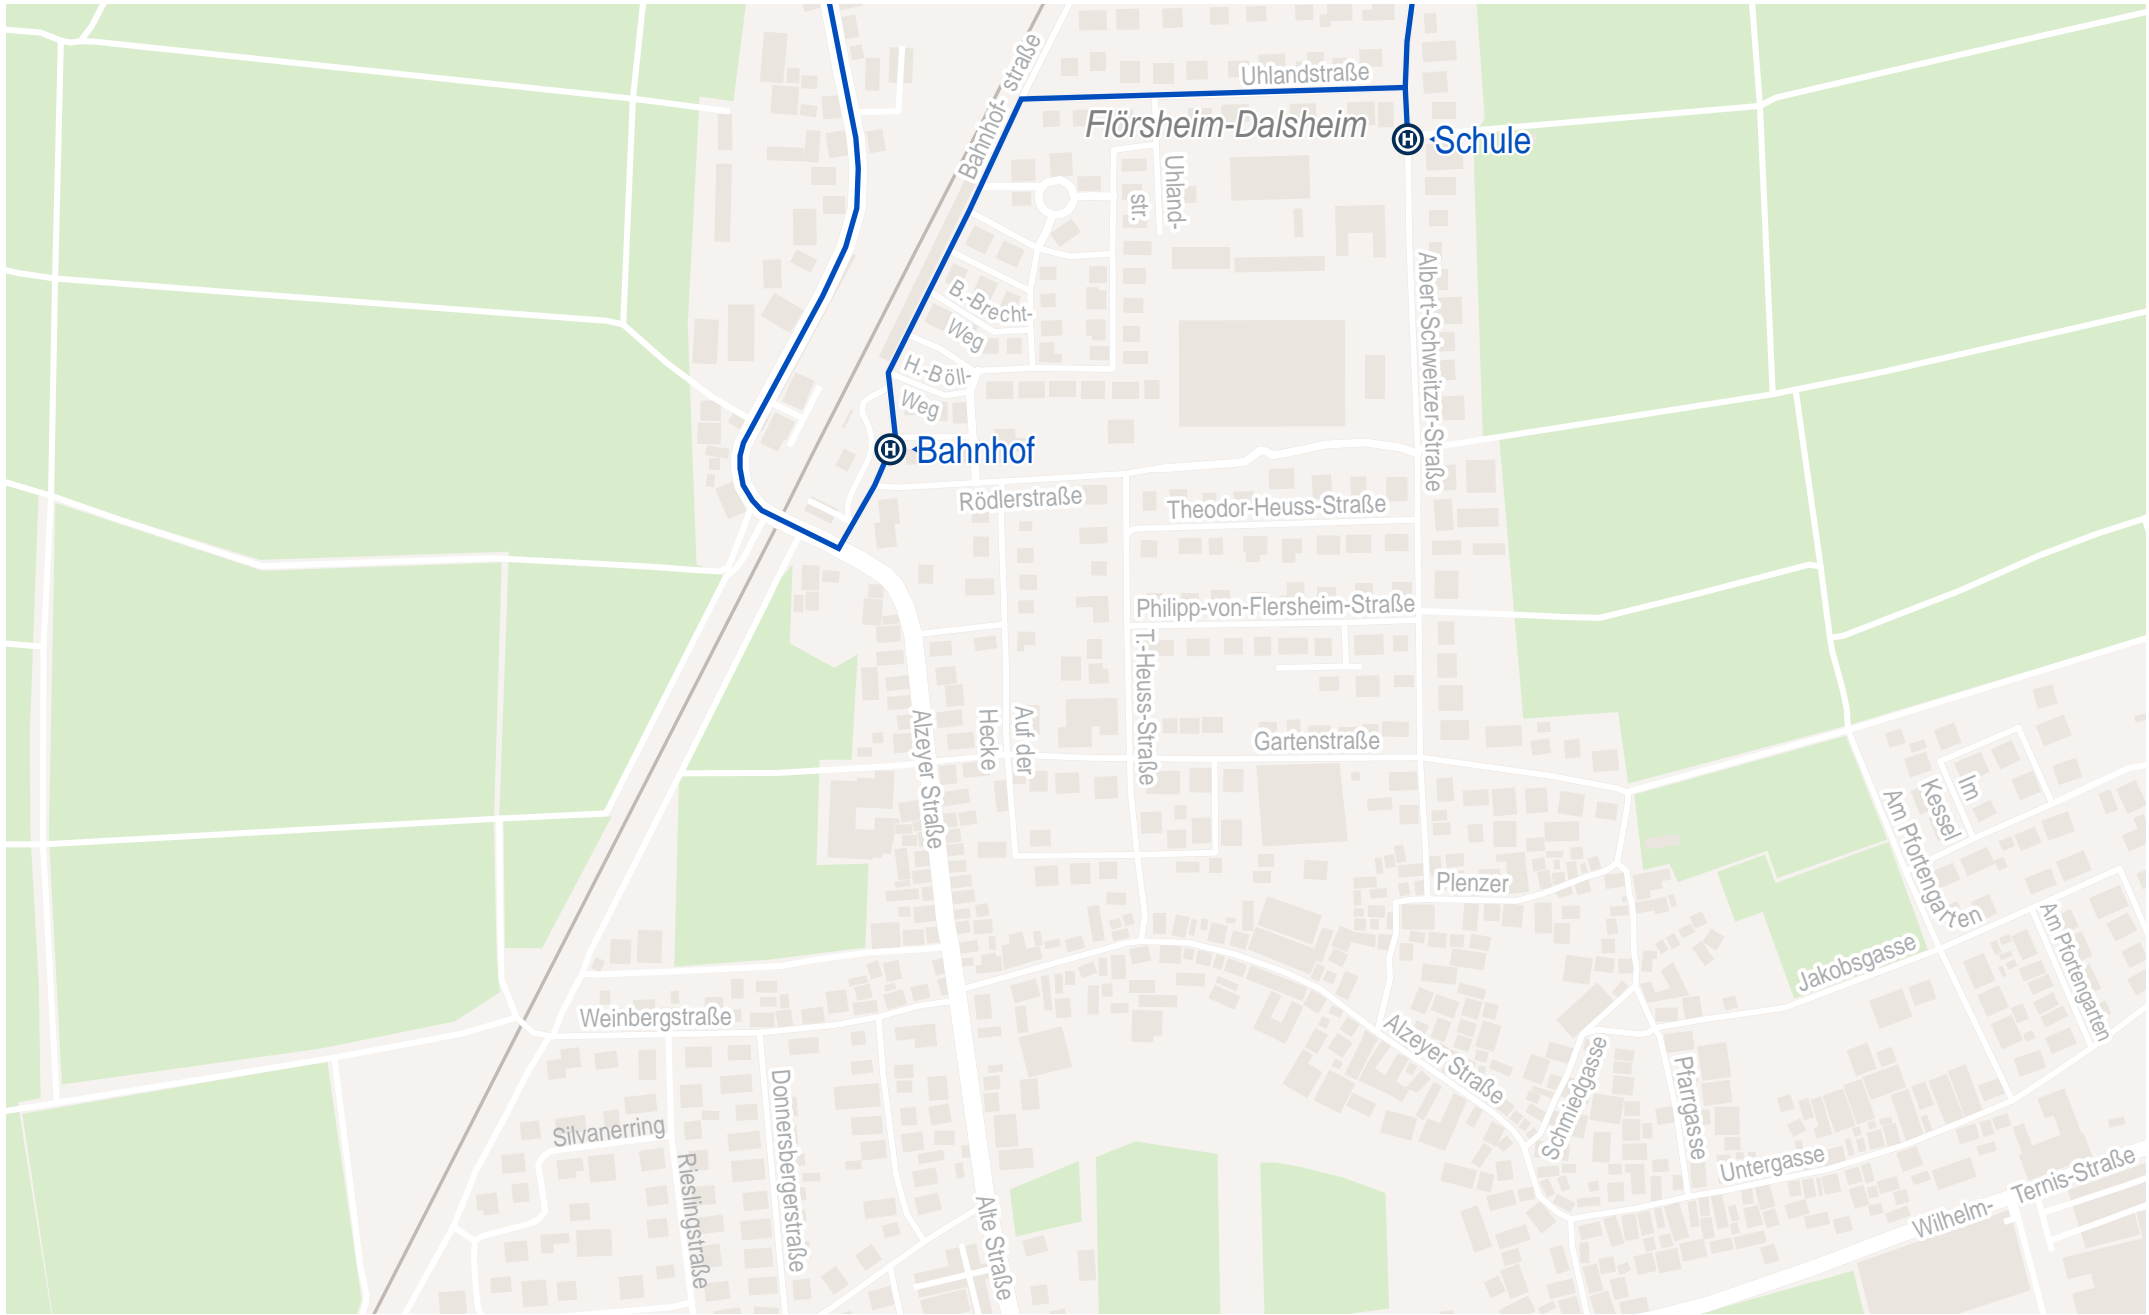 Bahnhof-
straße
Uhlandstraße
Flörsheim-Dalsheim
H
Schule
Uhland-
str.
B.-Brecht-
Weg
H.-Böll-
Weg
Albert-Schweitzer-Straße
H
Bahnhof
Rödlerstraße
Theodor-Heuss-Straße
Philipp-von-Flersheim-Straße
T.-Heuss-Straße
Auf der
Hecke
Alzeyer Straße
Gartenstraße
Im
Kessel
Am Pfortengarten
Plenzer
Am Pfortengarten
Jakobsgasse
Weinbergstraße
Alzeyer Straße
Schmiedgasse
Pfarrgasse
Donnersbergerstraße
Silvanerring
Rieslingstraße
Untergasse
Alte Straße
Wilhelm-
Ternis-Straße